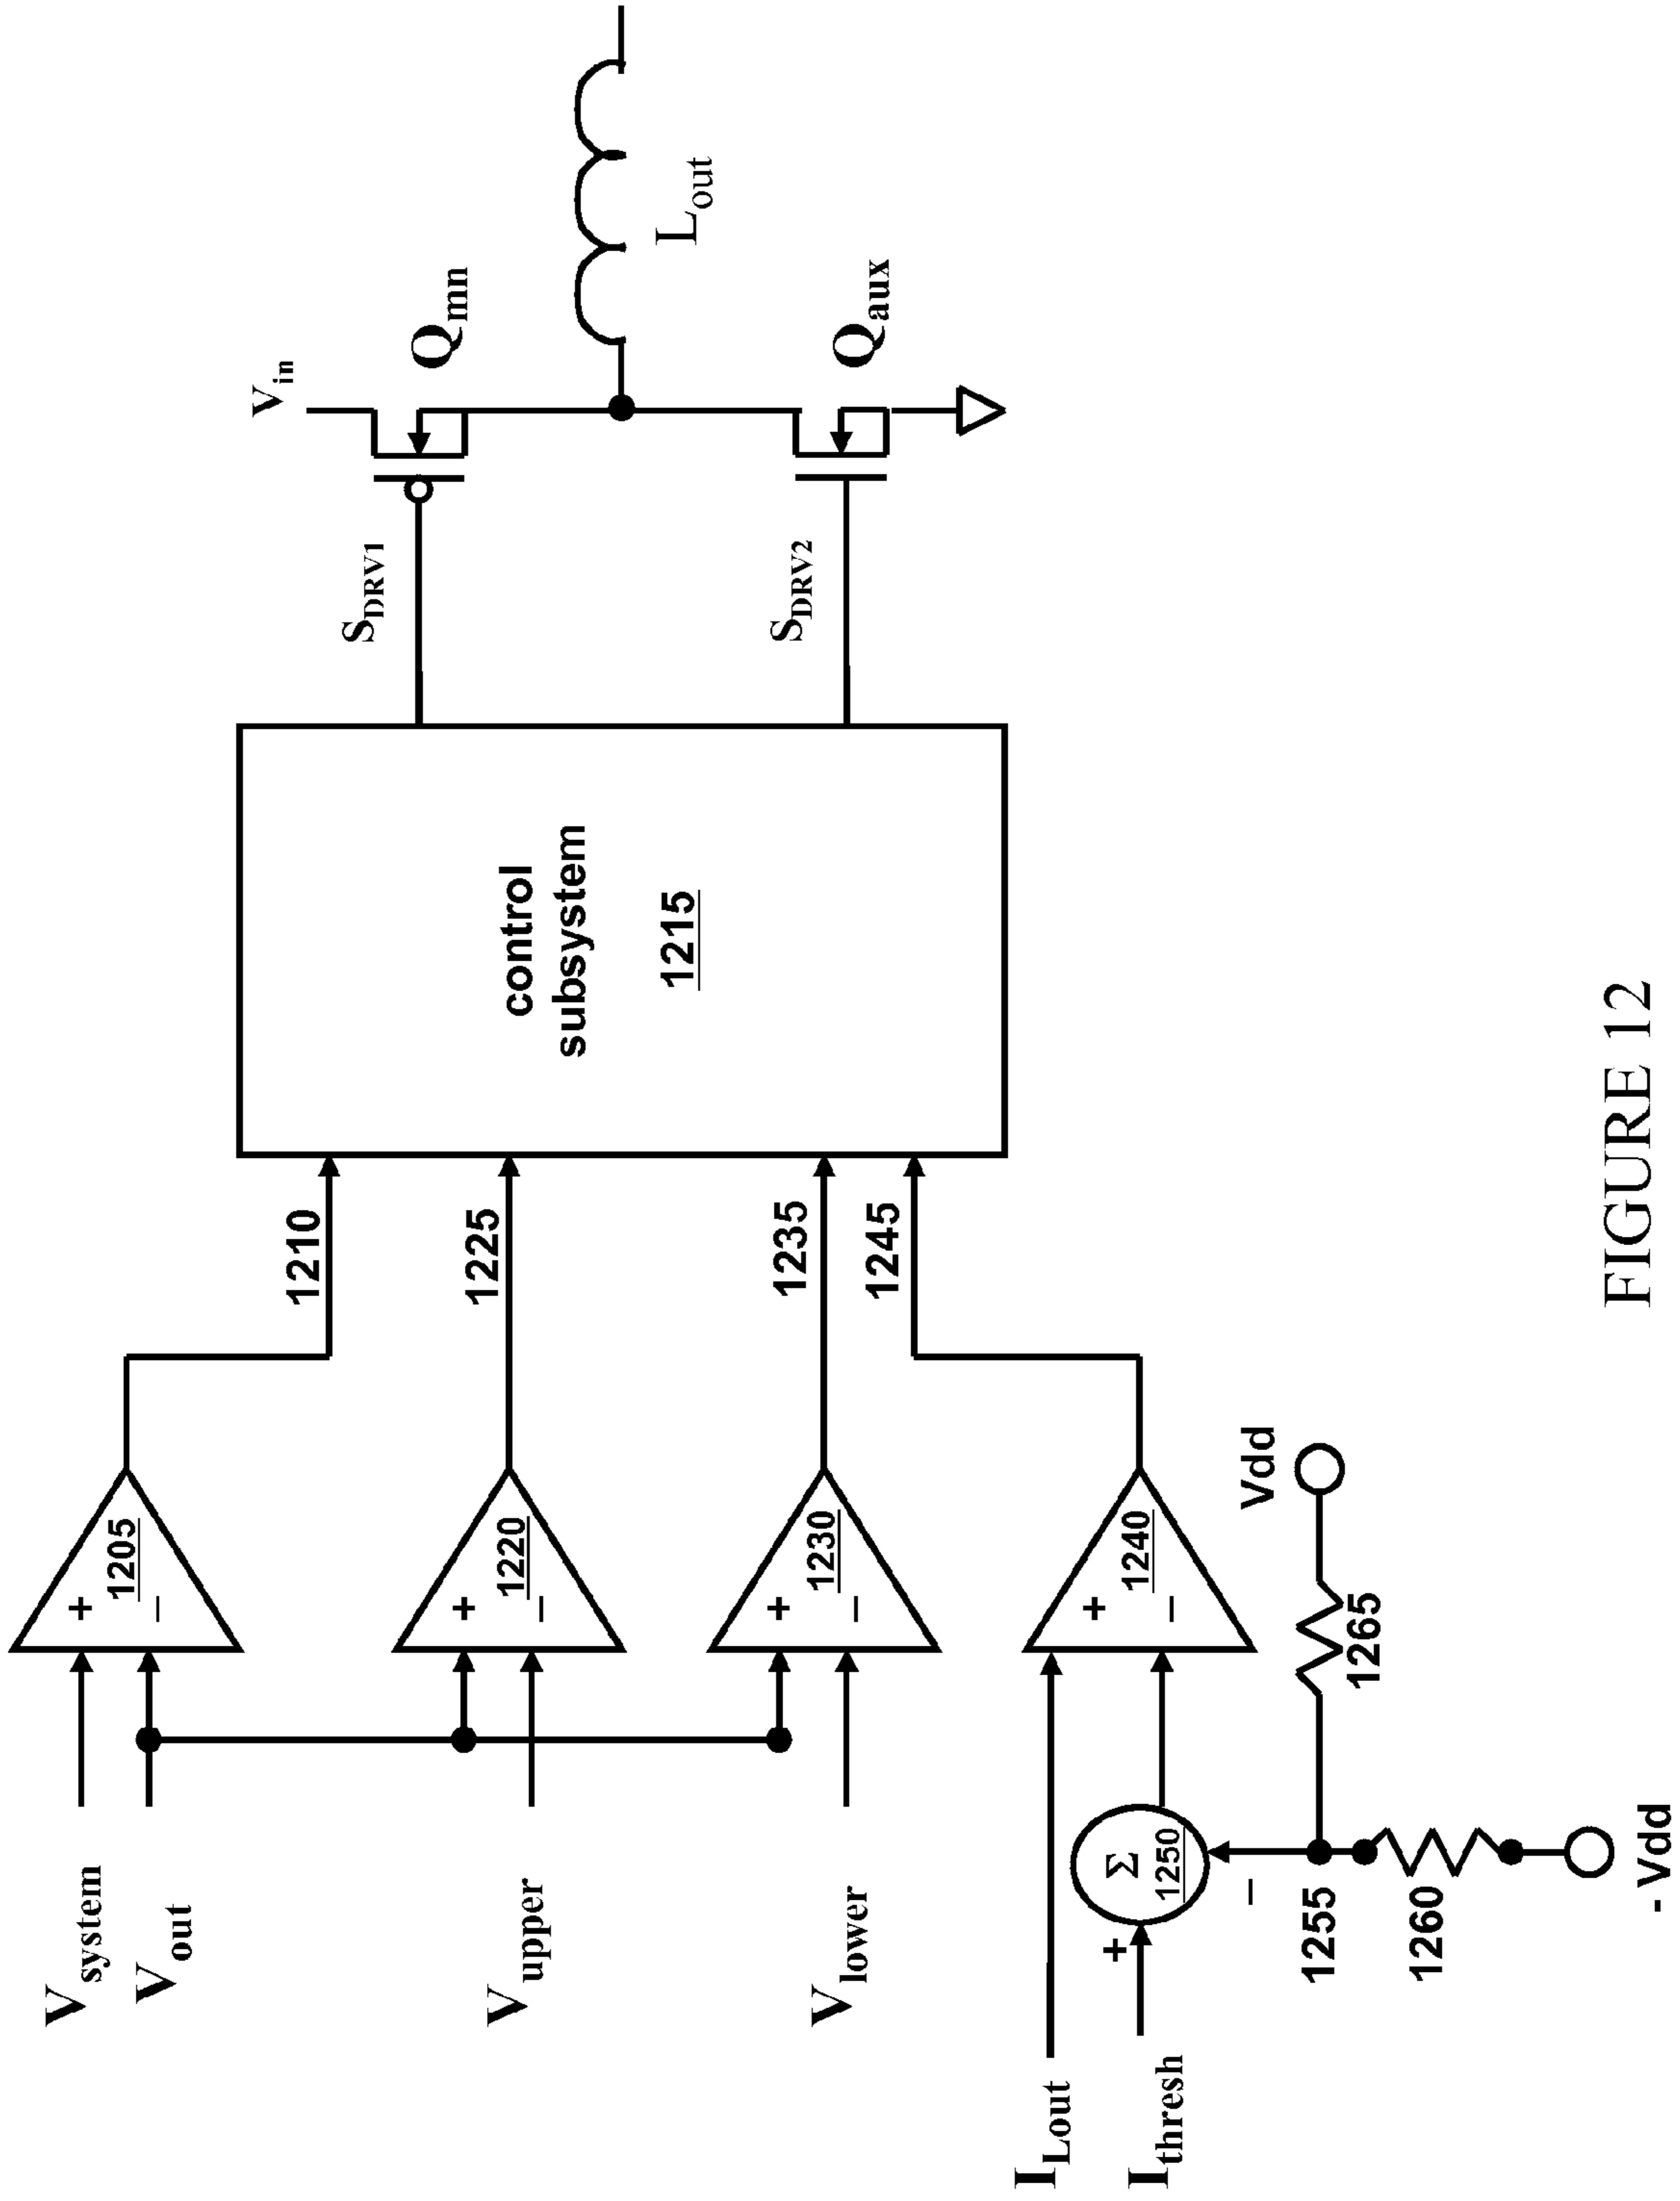 V_system
V_out
V_upper
V_lower
I_Lout
I_thresh
+
−
1205
+
−
1220
+
−
1230
+
−
1240
1210
1225
1235
1245
control
subsystem
1215
S_DRV1
S_DRV2
V_in
Q_mn
L_out
Q_aux
+
Σ
1250
−
1255
1260
1265
Vdd
- Vdd
FIGURE 12